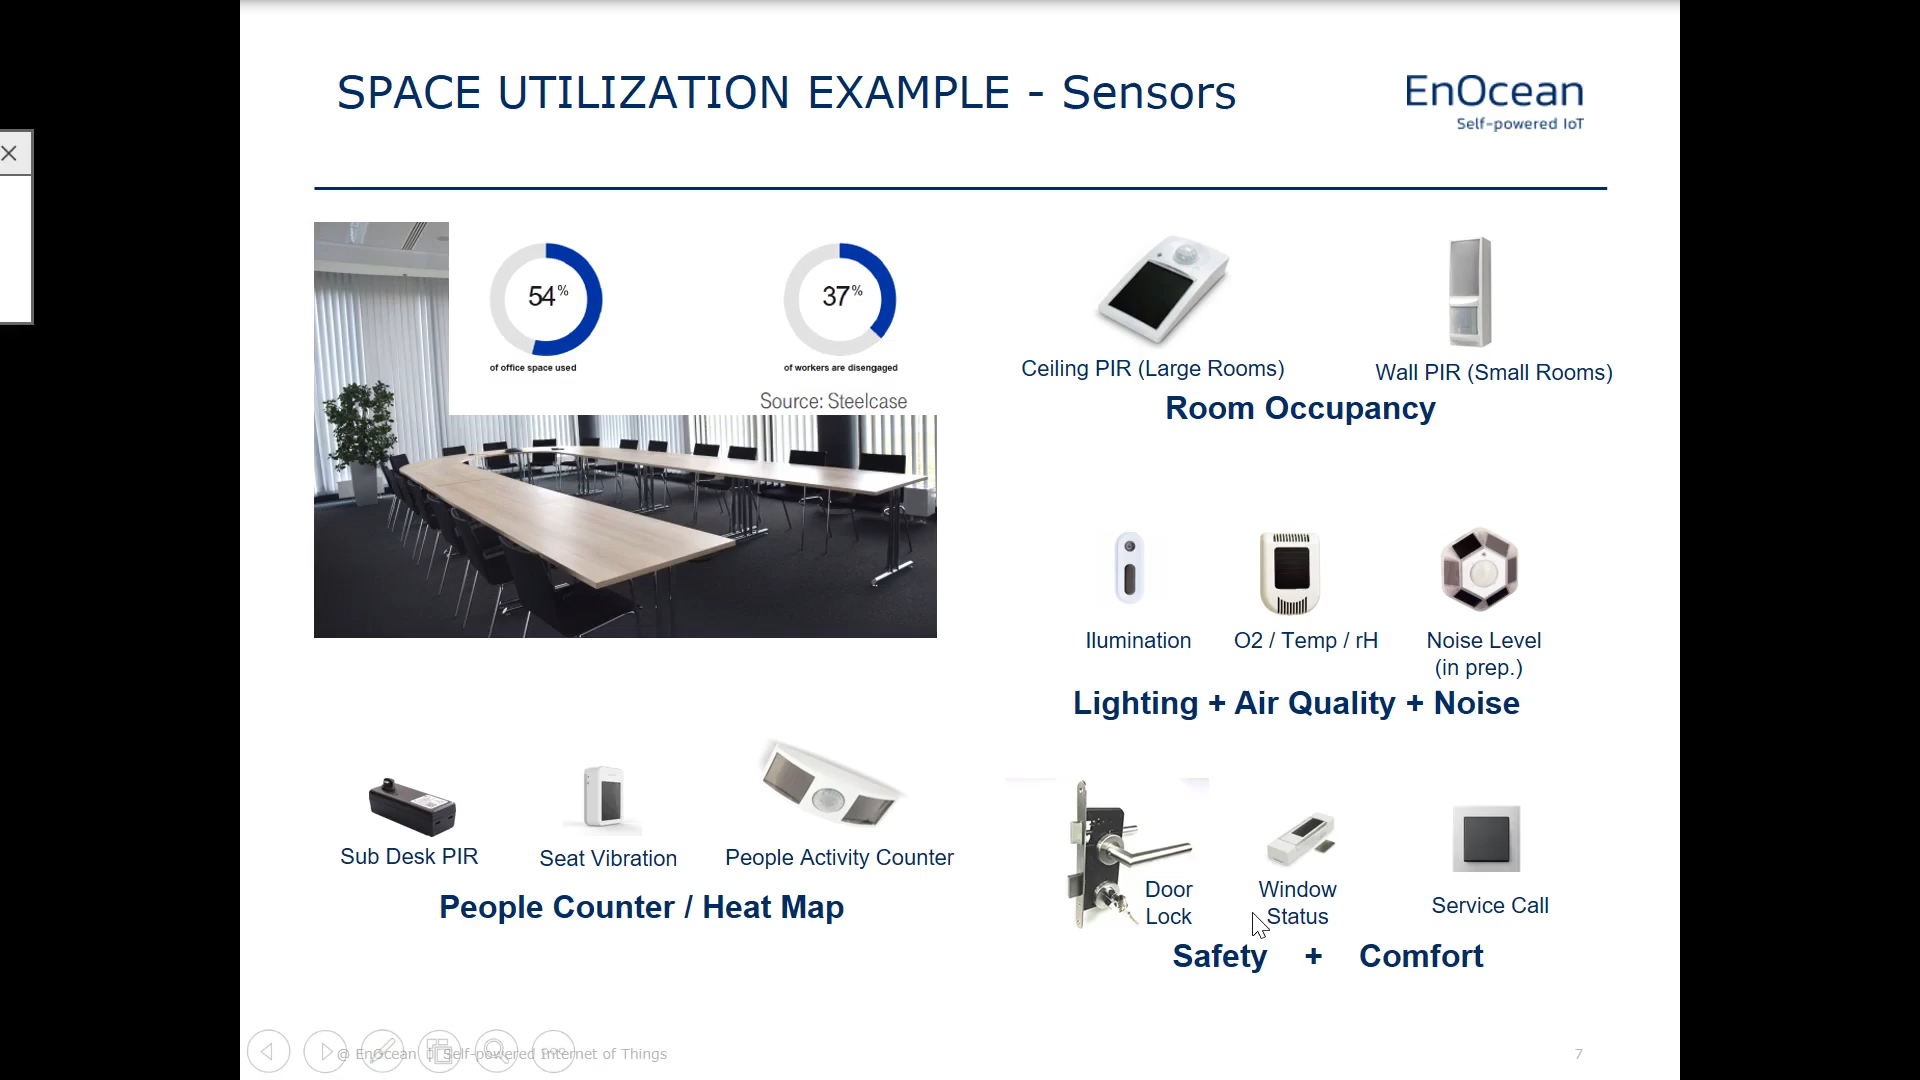 SPACE UTILIZATION EXAMPLE - Sensors
EnOcean
Self-powered IoT
54%
of office space used
37%
of workers are disengaged
Source: Steelcase
Ceiling PIR (Large Rooms)
Wall PIR (Small Rooms)
Room Occupancy
Ilumination
O2 / Temp / rH
Noise Level
(in prep.)
Lighting + Air Quality + Noise
Sub Desk PIR
Seat Vibration
People Activity Counter
People Counter / Heat Map
Door
Lock
Window
Status
Service Call
Safety + Comfort
@ EnOcean | Self-powered Internet of Things
7